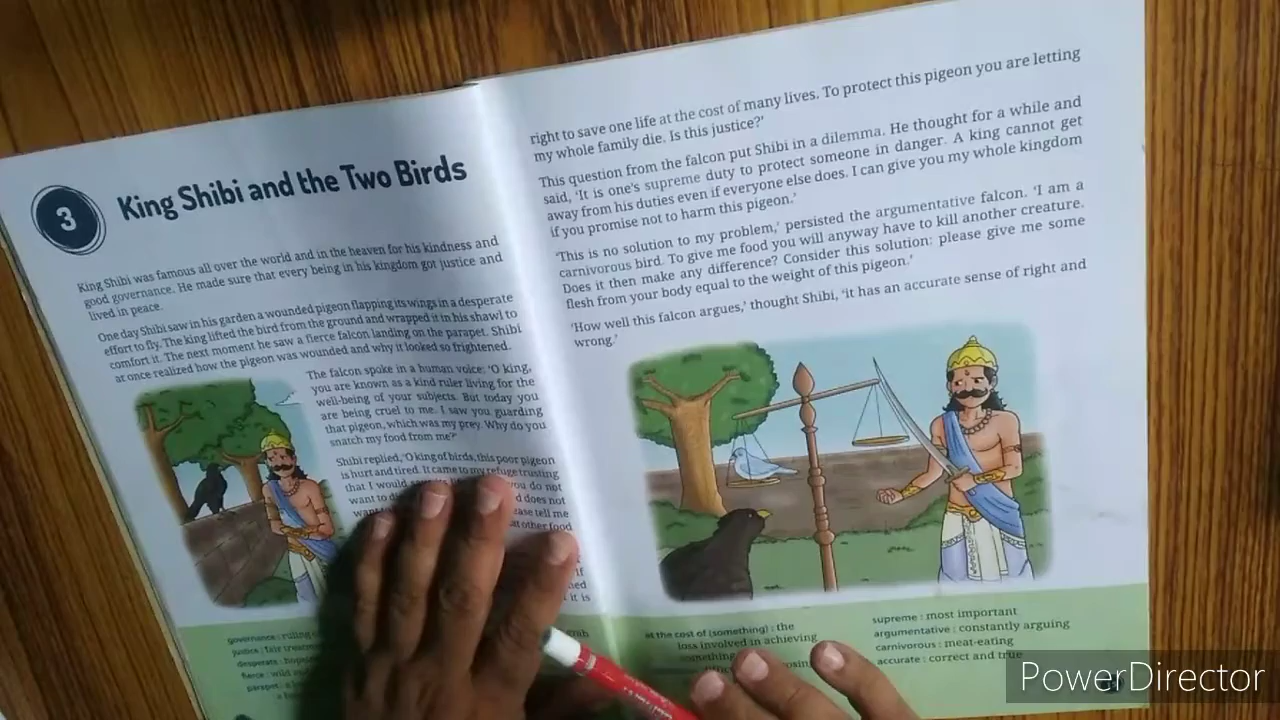 3
King Shibi and the Two Birds
King Shibi was famous all over the world and in the heaven for his kindness and
good governance. He made sure that every being in his kingdom got justice and
lived in peace.
One day Shibi saw in his garden a wounded pigeon flapping its wings in a desperate
effort to fly. The king lifted the bird from the ground and wrapped it in his shawl to
comfort it. The next moment he saw a fierce falcon landing on the parapet. Shibi
at once realized how the pigeon was wounded and why it looked so frightened.
The falcon spoke in a human voice: 'O king,
you are known as a kind ruler living for the
well-being of your subjects. But today you
are being cruel to me. I saw you guarding
that pigeon, which was my prey. Why do you
snatch my food from me?'
Shibi replied, 'O king of birds, this poor pigeon
is hurt and tired. It came to my refuge trusting
that I would you do not
want to does not
tell me
other food
it is
governance : ruling
justice : fair
desperate :
fierce : wild
parapet :
right to save one life at the cost of many lives. To protect this pigeon you are letting
my whole family die. Is this justice?'
This question from the falcon put Shibi in a dilemma. He thought for a while and
said, 'It is one's supreme duty to protect someone in danger. A king cannot get
away from his duties even if everyone else does. I can give you my whole kingdom
if you promise not to harm this pigeon.'
'This is no solution to my problem,' persisted the argumentative falcon. 'I am a
carnivorous bird. To give me food you will anyway have to kill another creature.
Does it then make any difference? Consider this solution: please give me some
flesh from your body equal to the weight of this pigeon.'
'How well this falcon argues,' thought Shibi, 'it has an accurate sense of right and
wrong.'
at the cost of (something) : the
loss involved in achieving
something
supreme : most important
argumentative : constantly arguing
carnivorous : meat-eating
accurate : correct and true
PowerDirector